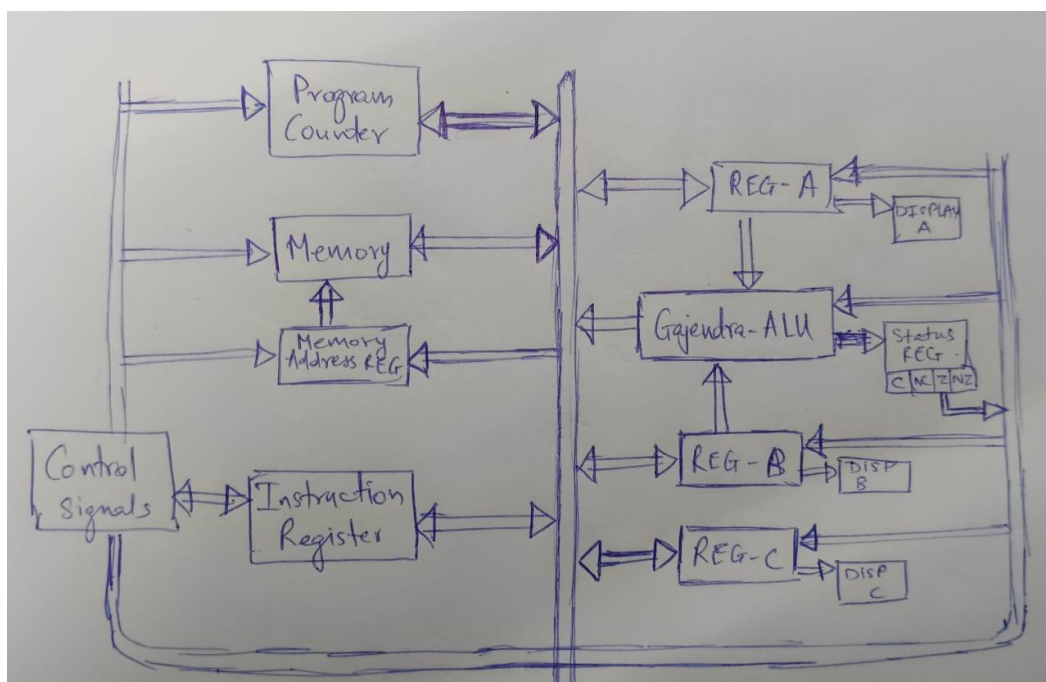 Program
Counter
REG-A
DISPLAY
A
Memory
Gajendra-ALU
Status
REG.
C NC Z NZ
Memory
Address REG
Control
Signals
REG-B
DISP
B
Instraction
Register
REG-C
DISP
C